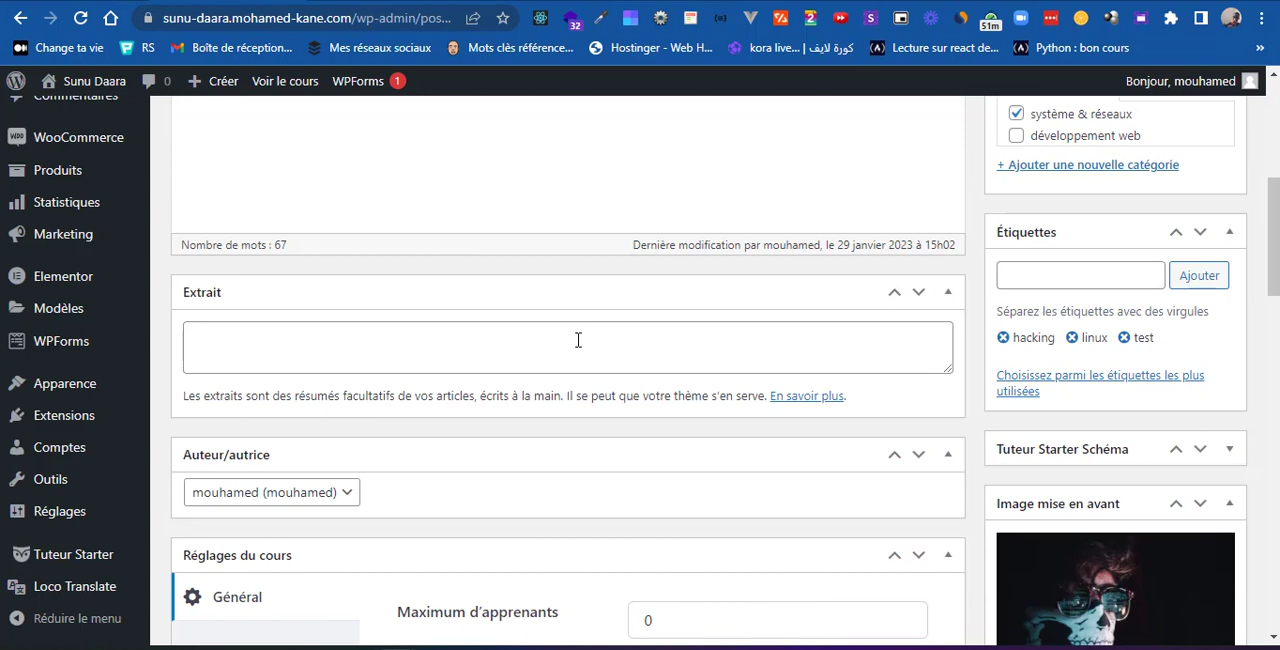 sunu-daara.mohamed-kane.com/wp-admin/pos...
32
2
S
51m
Change ta vie
RS
Boîte de réception...
Mes réseaux sociaux
Mots clés référence...
Hostinger - Web H...
kora live... | كورة لايف
Lecture sur react de...
Python : bon cours
»
Sunu Daara
0
Créer
Voir le cours
WPForms 1
Bonjour, mouhamed
Commentaires
WooCommerce
Produits
Statistiques
Marketing
Elementor
Modèles
WPForms
Apparence
Extensions
Comptes
Outils
Réglages
Tuteur Starter
Loco Translate
Réduire le menu
Nombre de mots : 67
Dernière modification par mouhamed, le 29 janvier 2023 à 15h02
Extrait
Les extraits sont des résumés facultatifs de vos articles, écrits à la main. Il se peut que votre thème s'en serve. En savoir plus.
Auteur/autrice
mouhamed (mouhamed)
Réglages du cours
Général
Maximum d’apprenants
0
système & réseaux
développement web
+ Ajouter une nouvelle catégorie
Étiquettes
Ajouter
Séparez les étiquettes avec des virgules
hacking
linux
test
Choisissez parmi les étiquettes les plus
utilisées
Tuteur Starter Schéma
Image mise en avant